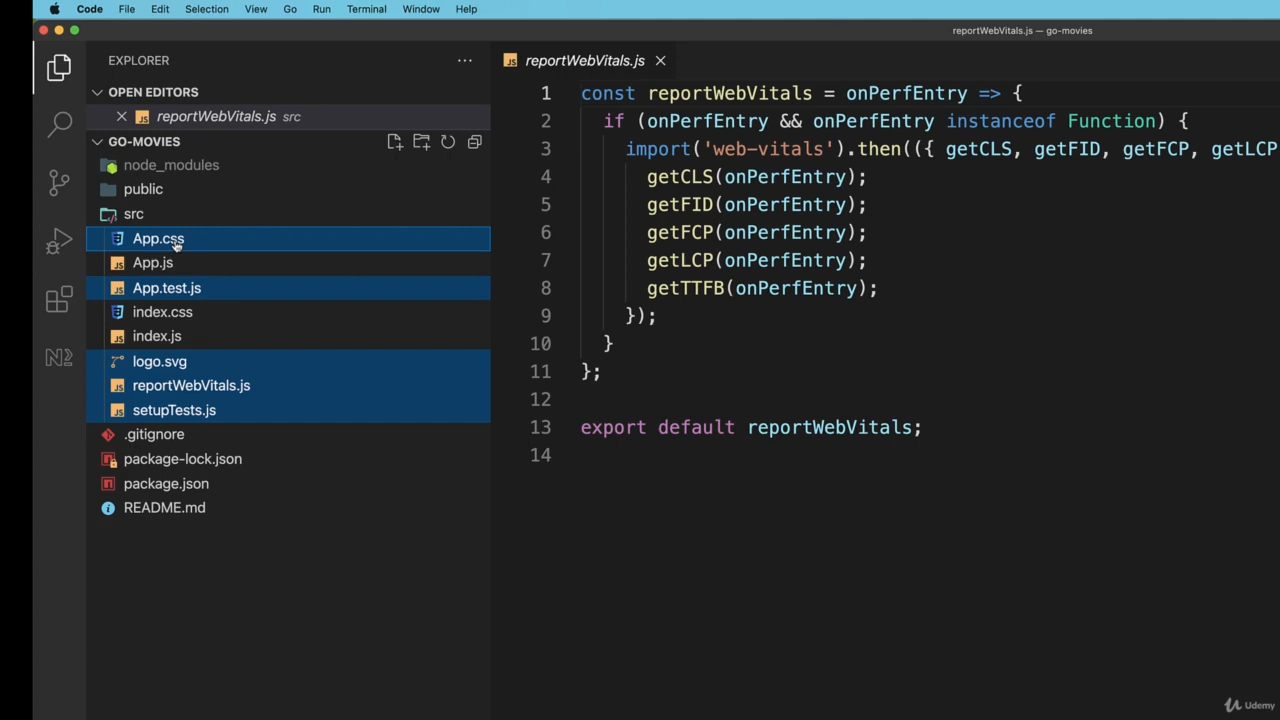 Code File Edit Selection View Go Run Terminal Window Help
reportWebVitals.js — go-movies
EXPLORER
OPEN EDITORS
reportWebVitals.js src
GO-MOVIES
node_modules
public
src
App.css
App.js
App.test.js
index.css
index.js
logo.svg
reportWebVitals.js
setupTests.js
.gitignore
package-lock.json
package.json
README.md
reportWebVitals.js
1 const reportWebVitals = onPerfEntry => {
2 if (onPerfEntry && onPerfEntry instanceof Function) {
3 import('web-vitals').then(({ getCLS, getFID, getFCP, getLCP
4 getCLS(onPerfEntry);
5 getFID(onPerfEntry);
6 getFCP(onPerfEntry);
7 getLCP(onPerfEntry);
8 getTTFB(onPerfEntry);
9 });
10 }
11 };
12
13 export default reportWebVitals;
14
Udemy